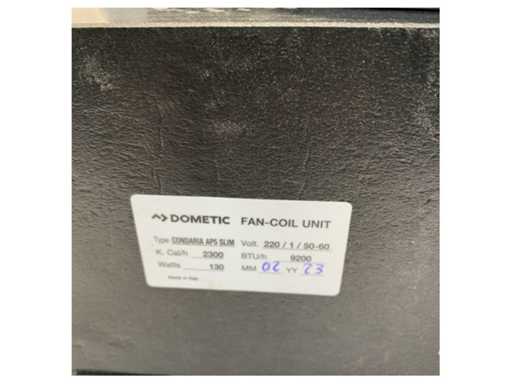 DOMETIC FAN-COIL UNIT
Type CONDARIA AP5 SLIM Volt. 220 / 1 / 50-60
K. Cal/h 2300 BTU/h 9200
Watts 130 MM 02 YY 23
Made in Italy